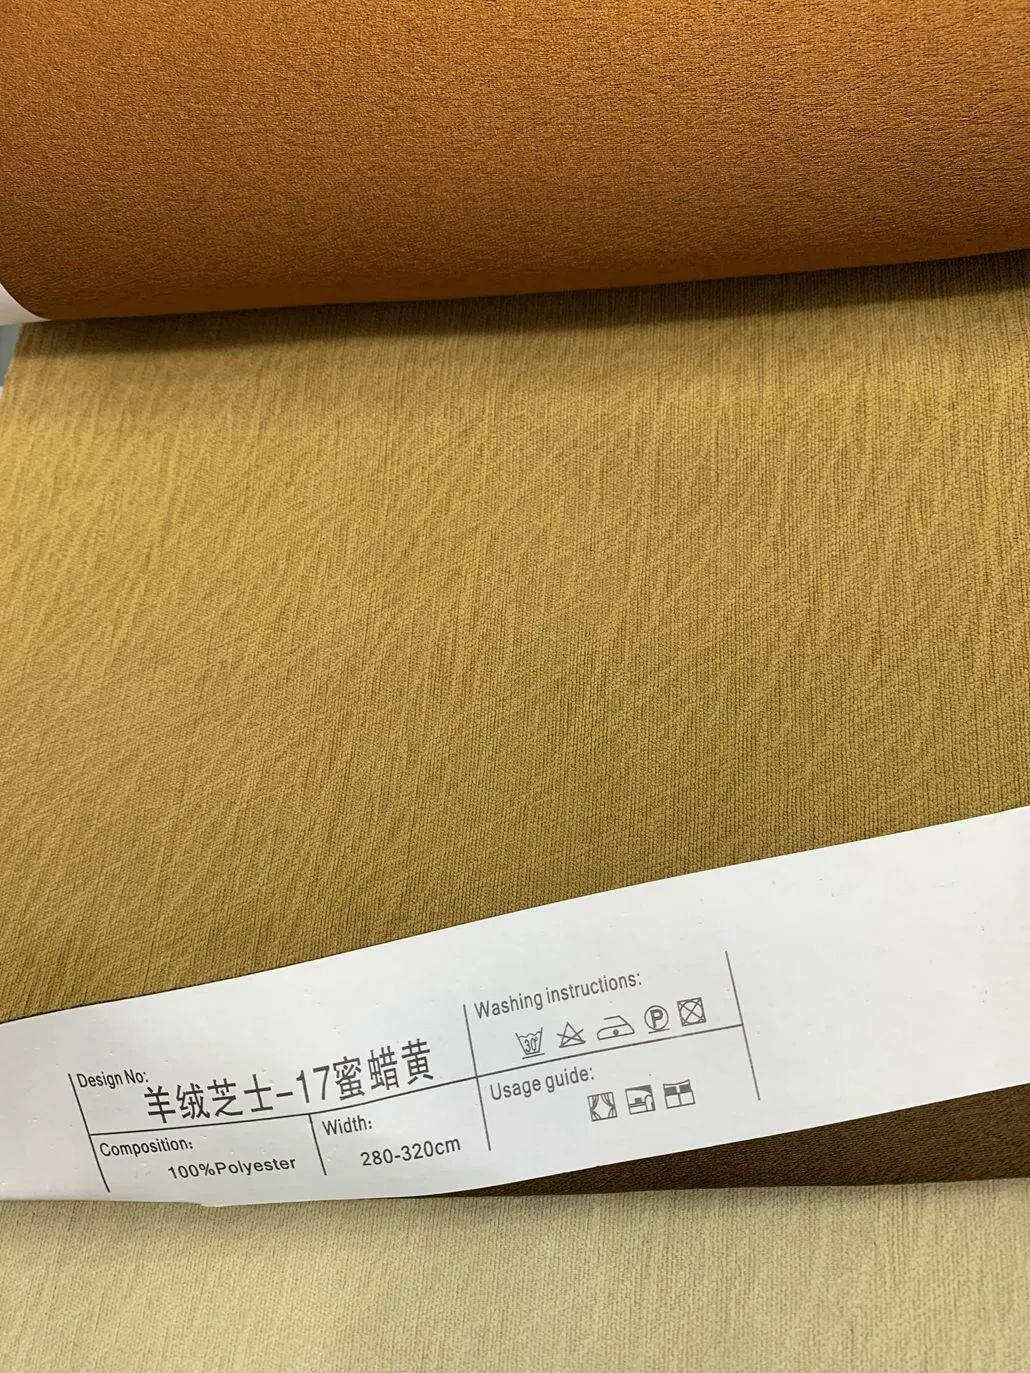 Design No:
羊绒芝士-17蜜蜡黄
Composition:
100%Polyester
Width:
280-320cm
Washing instructions:
30°
P
Usage guide: